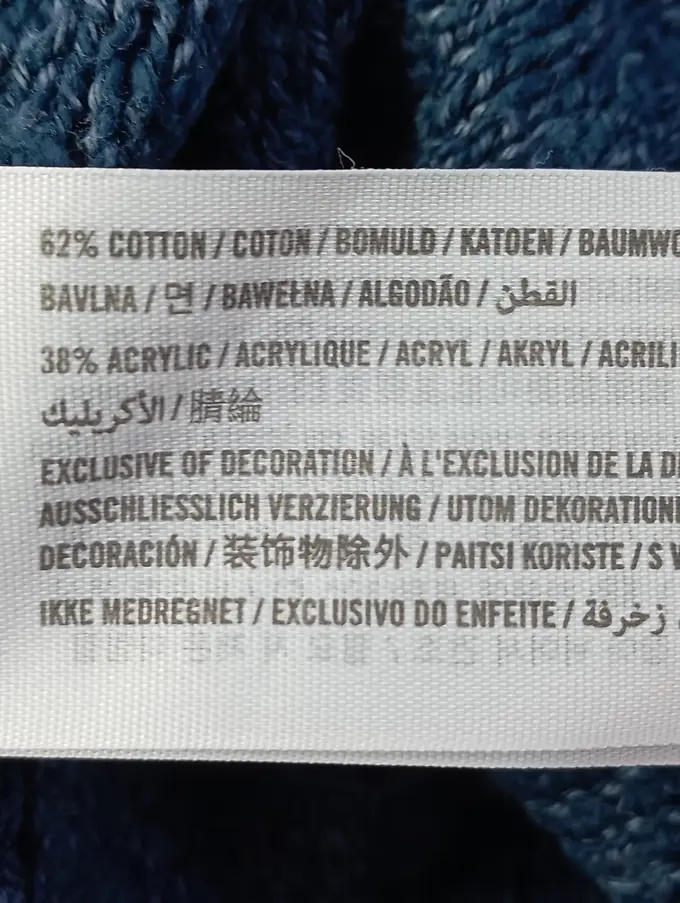 62% COTTON / COTON / BOMULD / KATOEN / BAUMWO
BAVLNA / 면 / BAWEŁNA / ALGODÃO / القطن
38% ACRYLIC / ACRYLIQUE / ACRYL / AKRYL / ACRILI
الأكريليك / 腈綸
EXCLUSIVE OF DECORATION / À L'EXCLUSION DE LA D
AUSSCHLIESSLICH VERZIERUNG / UTOM DEKORATION
DECORACIÓN / 装饰物除外 / PAITSI KORISTE / S V
IKKE MEDREGNET / EXCLUSIVO DO ENFEITE / زخرفة